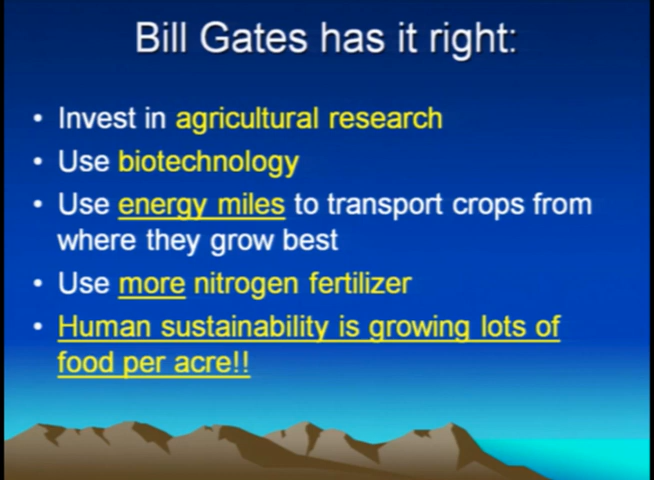 Bill Gates has it right:
• Invest in agricultural research
• Use biotechnology
• Use energy miles to transport crops from
where they grow best
• Use more nitrogen fertilizer
• Human sustainability is growing lots of
food per acre!!